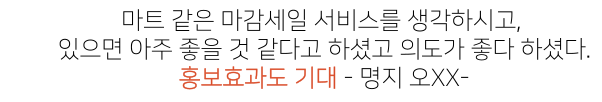 마트 같은 마감세일 서비스를 생각하시고,
있으면 아주 좋을 것 같다고 하셨고 의도가 좋다 하셨다.
홍보효과도 기대 - 명지 오XX-